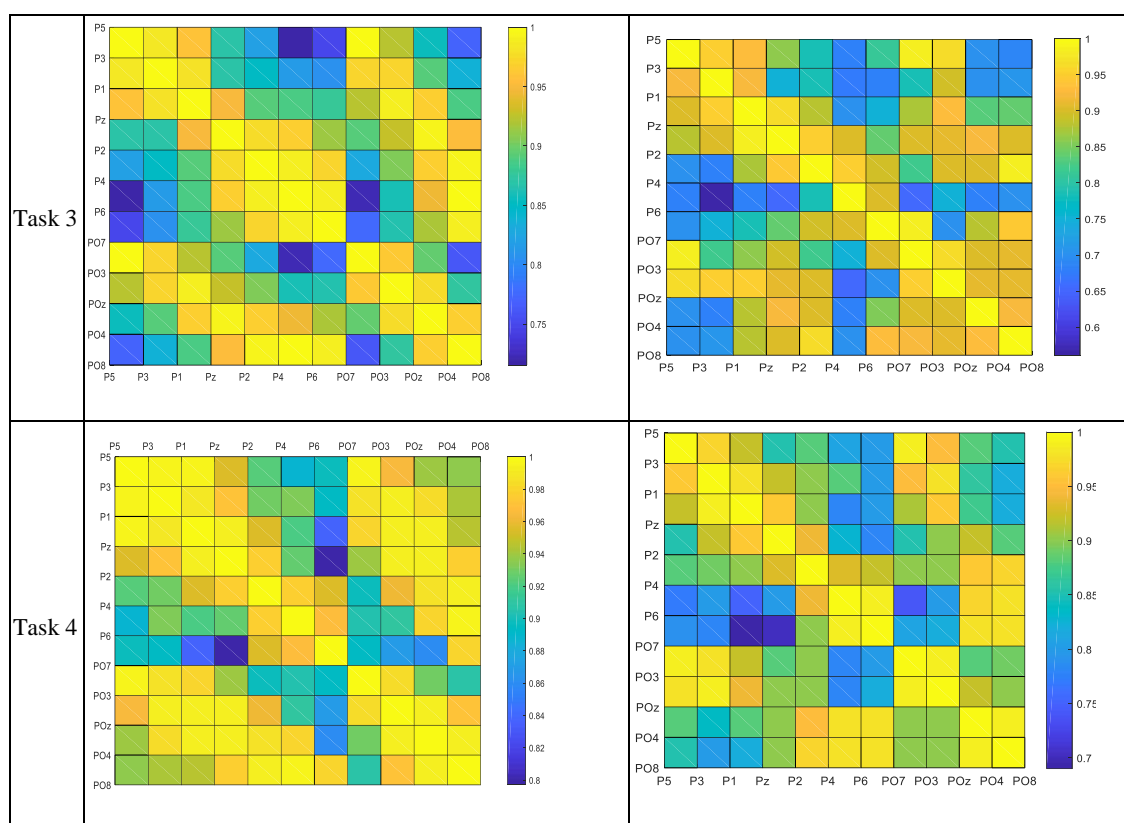 Task 3
P5
P3
P1
Pz
P2
P4
P6
PO7
PO3
POz
PO4
PO8
P5 P3 P1 Pz P2 P4 P6 PO7 PO3 POz PO4 PO8
1
0.95
0.9
0.85
0.8
0.75
P5
P3
P1
Pz
P2
P4
P6
PO7
PO3
POz
PO4
PO8
P5 P3 P1 Pz P2 P4 P6 PO7 PO3 POz PO4 PO8
1
0.95
0.9
0.85
0.8
0.75
0.7
0.65
0.6
Task 4
P5 P3 P1 Pz P2 P4 P6 PO7 PO3 POz PO4 PO8
P5
P3
P1
Pz
P2
P4
P6
PO7
PO3
POz
PO4
PO8
1
0.98
0.96
0.94
0.92
0.9
0.88
0.86
0.84
0.82
0.8
P5
P3
P1
Pz
P2
P4
P6
PO7
PO3
POz
PO4
PO8
P5 P3 P1 Pz P2 P4 P6 PO7 PO3 POz PO4 PO8
1
0.95
0.9
0.85
0.8
0.75
0.7